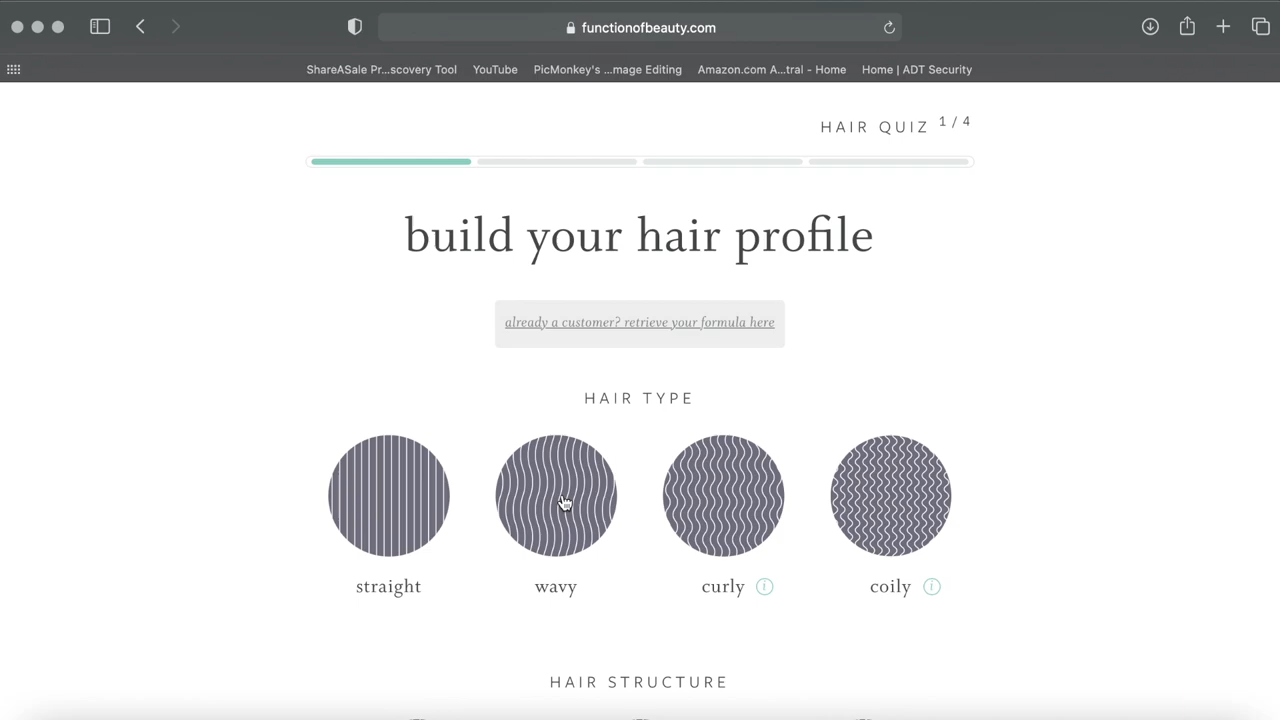 functionofbeauty.com
ShareASale Pr...scovery Tool YouTube PicMonkey's ...mage Editing Amazon.com A...tral - Home Home | ADT Security
HAIR QUIZ 1 / 4
build your hair profile
already a customer? retrieve your formula here
HAIR TYPE
straight wavy curly i coily i
HAIR STRUCTURE